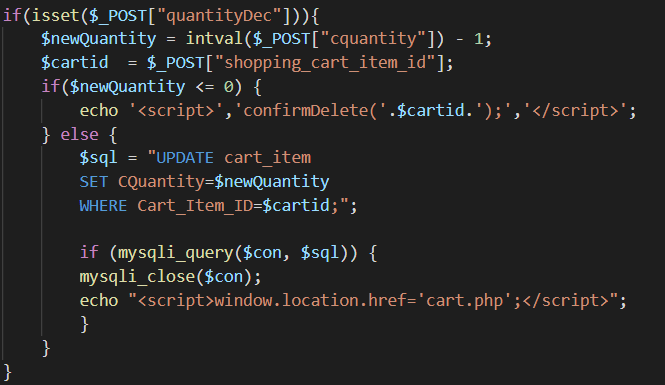 if(isset($_POST["quantityDec"])){
    $newQuantity = intval($_POST["cquantity"]) - 1;
    $cartid  = $_POST["shopping_cart_item_id"];
    if($newQuantity <= 0) {
        echo '<script>','confirmDelete('.$cartid.');','</script>';
    } else {
        $sql = "UPDATE cart_item
        SET CQuantity=$newQuantity
        WHERE Cart_Item_ID=$cartid;";

        if (mysqli_query($con, $sql)) {
        mysqli_close($con);
        echo "<script>window.location.href='cart.php';</script>";
        }
    }
}